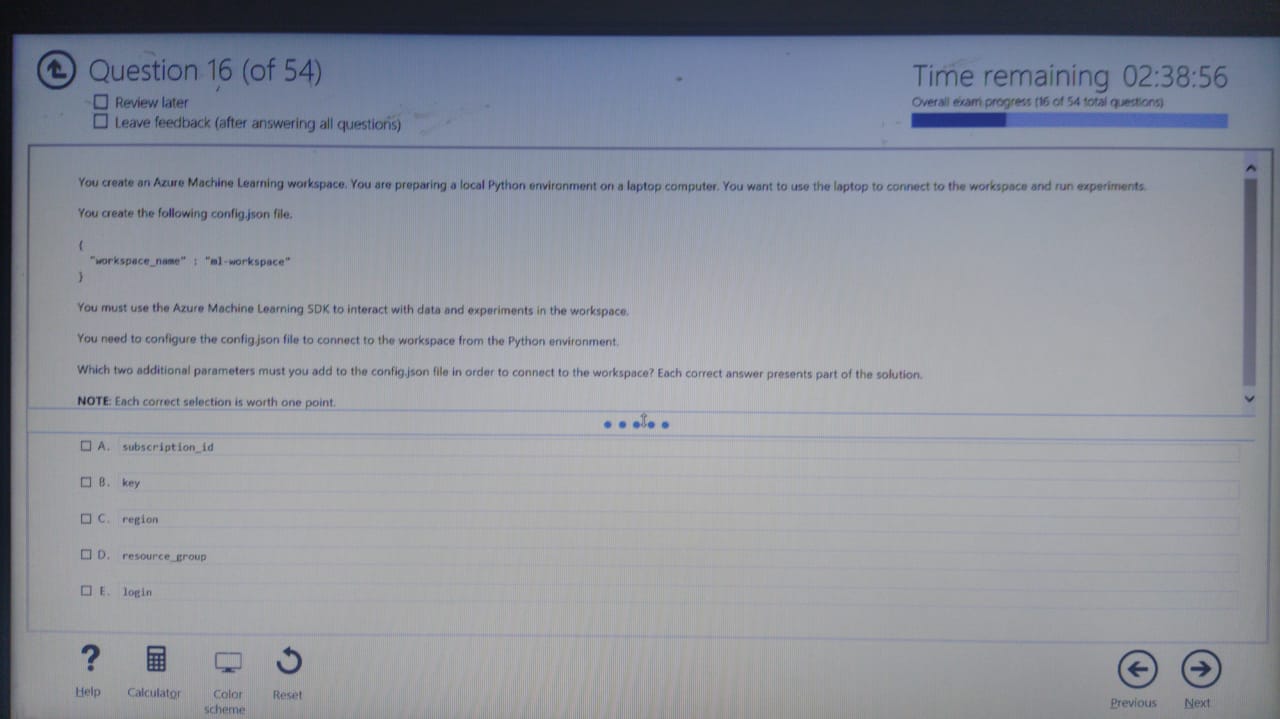 Question 16 (of 54)
Review later
Leave feedback (after answering all questions)
Time remaining 02:38:56
Overall exam progress (16 of 54 total questions)
You create an Azure Machine Learning workspace. You are preparing a local Python environment on a laptop computer. You want to use the laptop to connect to the workspace and run experiments.
You create the following config.json file.
{
"workspace_name" : "ml-workspace"
}
You must use the Azure Machine Learning SDK to interact with data and experiments in the workspace.
You need to configure the config.json file to connect to the workspace from the Python environment.
Which two additional parameters must you add to the config.json file in order to connect to the workspace? Each correct answer presents part of the solution.
NOTE: Each correct selection is worth one point.
A. subscription_id
B. key
C. region
D. resource_group
E. login
Help
Calculator
Color
scheme
Reset
Previous
Next